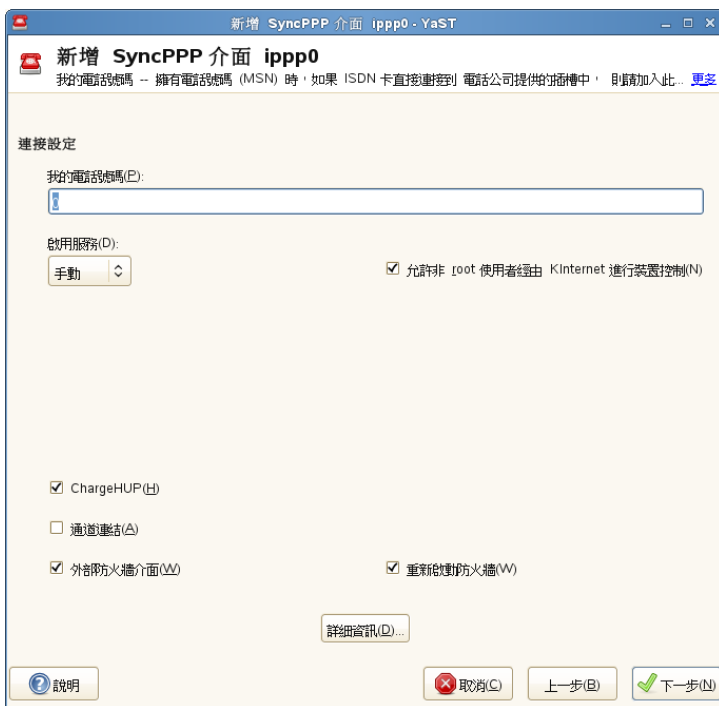 新增 SyncPPP 介面 ippp0 - YaST
新增 SyncPPP 介面 ippp0
我的電話號碼 -- 擁有電話號碼 (MSN) 時，如果 ISDN 卡直接連接到 電話公司提供的插槽中， 則請加入此... 更多
連接設定
我的電話號碼(P):
0
啟用服務(D):
手動
允許非 root 使用者經由 KInternet 進行裝置控制(N)
ChargeHUP(H)
通道連結(A)
外部防火牆介面(W)
重新啟動防火牆(W)
詳細資訊(D)...
說明
取消(C)
上一步(B)
下一步(N)